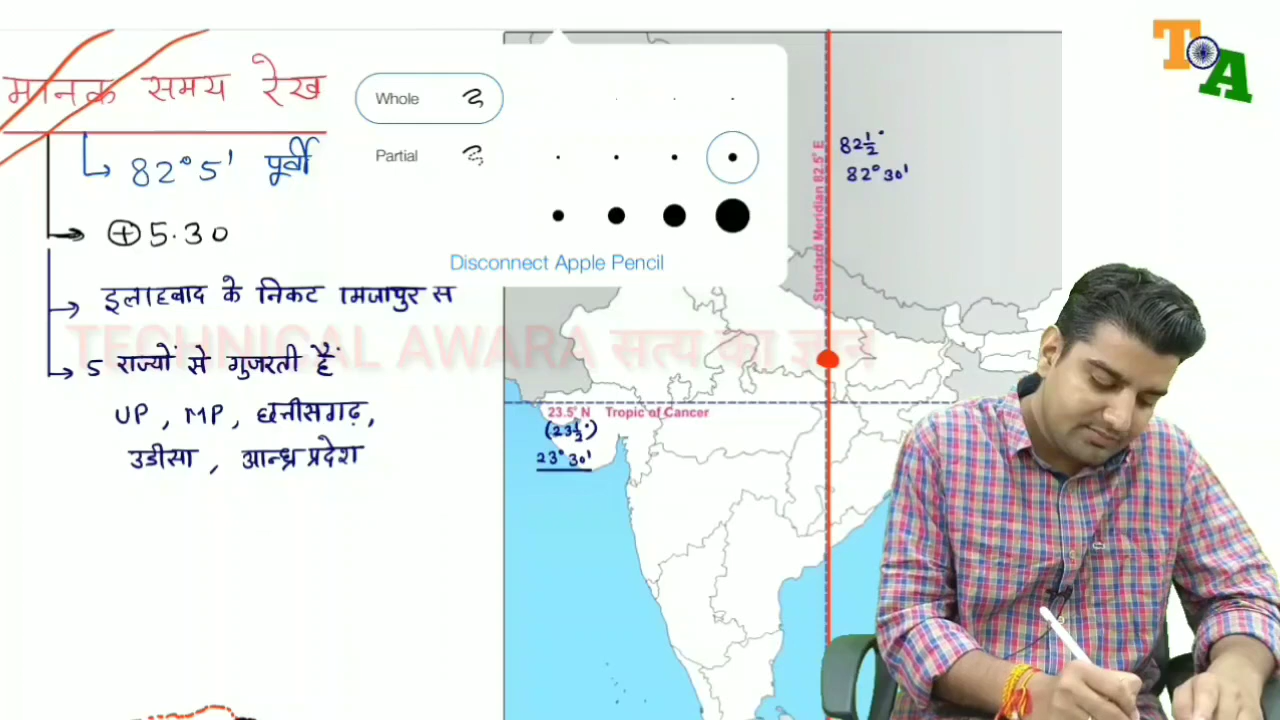 मानक समय रेख
82°5' पूर्वी
⊕ 5.30
इलाहबाद के निकट मिर्जापुर स
5 राज्यों से गुजरती हैं
UP, MP, छत्तीसगढ़,
उडीसा, आन्ध्र प्रदेश
Whole
Partial
Disconnect Apple Pencil
Standard Meridian 82.5° E
82½°
82°30'
23.5° N Tropic of Cancer
(23½°)
23°30'
TECHNICAL AWARA सत्य का ज्ञान
TA